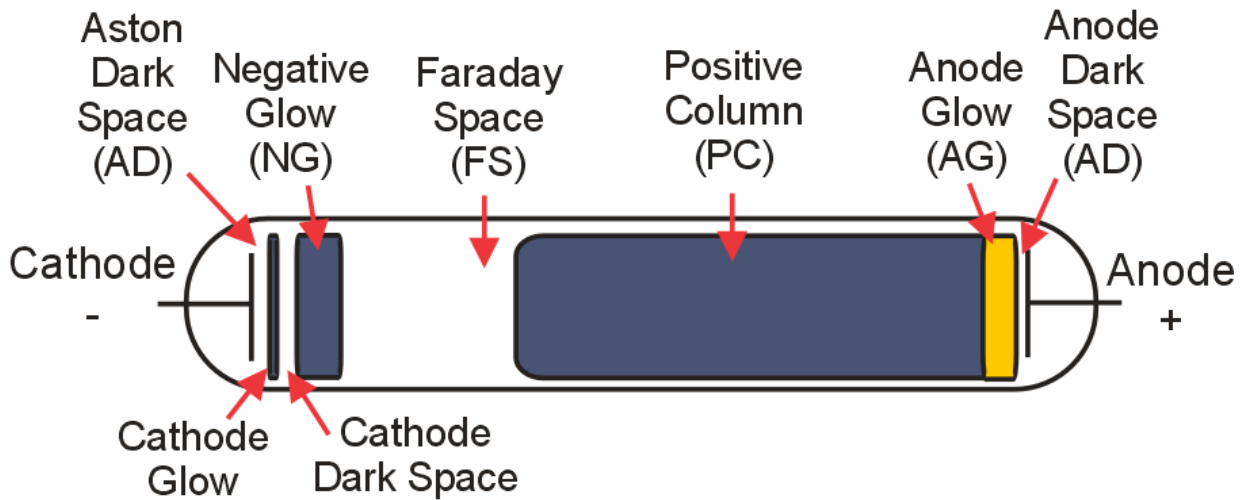 Aston
Dark
Space
(AD)
Negative
Glow
(NG)
Faraday
Space
(FS)
Positive
Column
(PC)
Anode
Glow
(AG)
Anode
Dark
Space
(AD)
Cathode
-
Anode
+
Cathode
Glow
Cathode
Dark Space